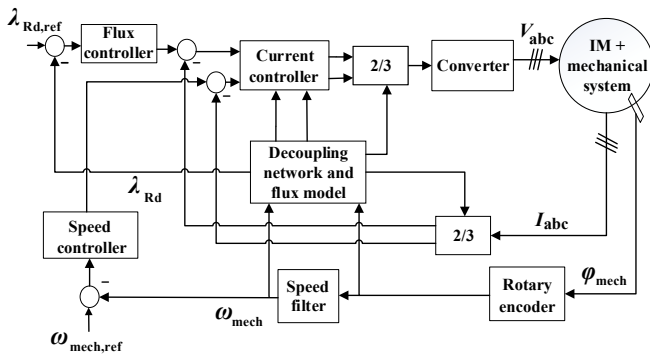 λRd,ref
Flux
controller
Current
controller
2/3
Converter
Vabc
IM +
mechanical
system
Decoupling
network and
flux model
λRd
Speed
controller
2/3
Iabc
φmech
Rotary
encoder
Speed
filter
ωmech
ωmech,ref